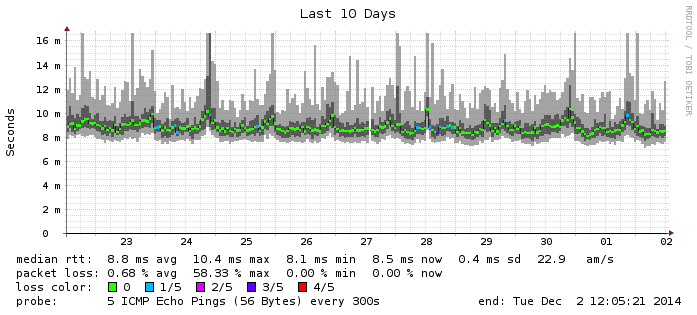 Last 10 Days
RRDTOOL / TOBI OETIKER
Seconds
16 m
14 m
12 m
10 m
8 m
6 m
4 m
2 m
0
23 24 25 26 27 28 29 30 01 02
median rtt: 8.8 ms avg 10.4 ms max 8.1 ms min 8.5 ms now 0.4 ms sd 22.9 am/s
packet loss: 0.68 % avg 58.33 % max 0.00 % min 0.00 % now
loss color: 0 1/5 2/5 3/5 4/5
probe: 5 ICMP Echo Pings (56 Bytes) every 300s end: Tue Dec 2 12:05:21 2014